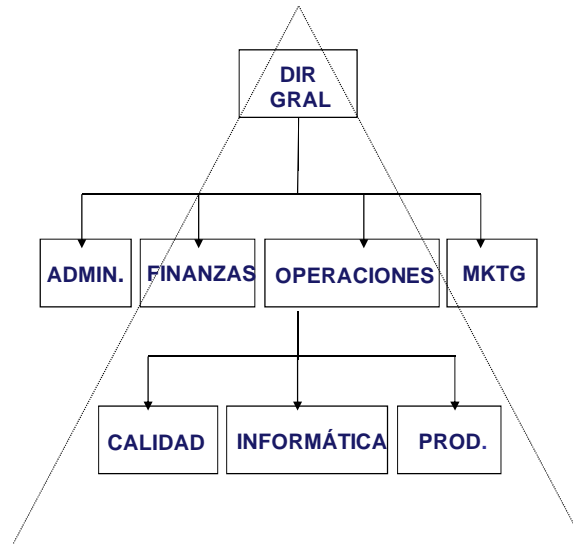 DIR
GRAL
ADMIN.
FINANZAS
OPERACIONES
MKTG
CALIDAD
INFORMÁTICA
PROD.